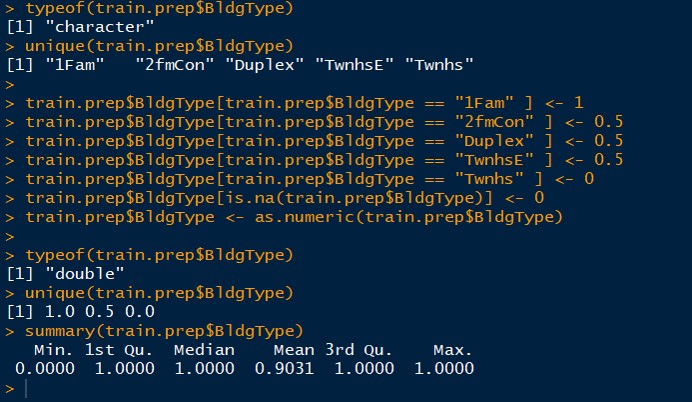 > typeof(train.prep$BldgType)
[1] "character"
> unique(train.prep$BldgType)
[1] "1Fam"   "2fmCon" "Duplex" "TwnhsE" "Twnhs"
>
> train.prep$BldgType[train.prep$BldgType == "1Fam" ] <- 1
> train.prep$BldgType[train.prep$BldgType == "2fmCon" ] <- 0.5
> train.prep$BldgType[train.prep$BldgType == "Duplex" ] <- 0.5
> train.prep$BldgType[train.prep$BldgType == "TwnhsE" ] <- 0.5
> train.prep$BldgType[train.prep$BldgType == "Twnhs" ] <- 0
> train.prep$BldgType[is.na(train.prep$BldgType)] <- 0
> train.prep$BldgType <- as.numeric(train.prep$BldgType)
>
> typeof(train.prep$BldgType)
[1] "double"
> unique(train.prep$BldgType)
[1] 1.0 0.5 0.0
> summary(train.prep$BldgType)
   Min. 1st Qu.  Median    Mean 3rd Qu.    Max.
 0.0000  1.0000  1.0000  0.9031  1.0000  1.0000
>